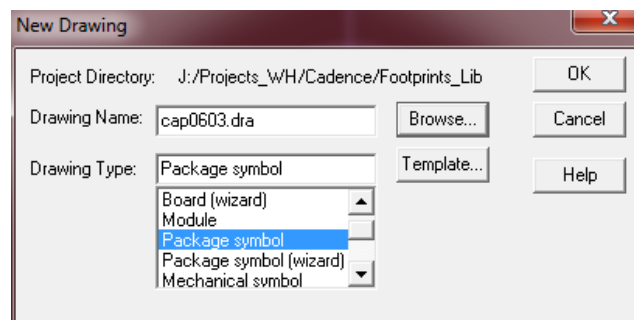 New Drawing
Project Directory: J:/Projects_WH/Cadence/Footprints_Lib
OK
Drawing Name: cap0603.dra
Browse...
Cancel
Drawing Type: Package symbol
Template...
Help
Board (wizard)
Module
Package symbol
Package symbol (wizard)
Mechanical symbol